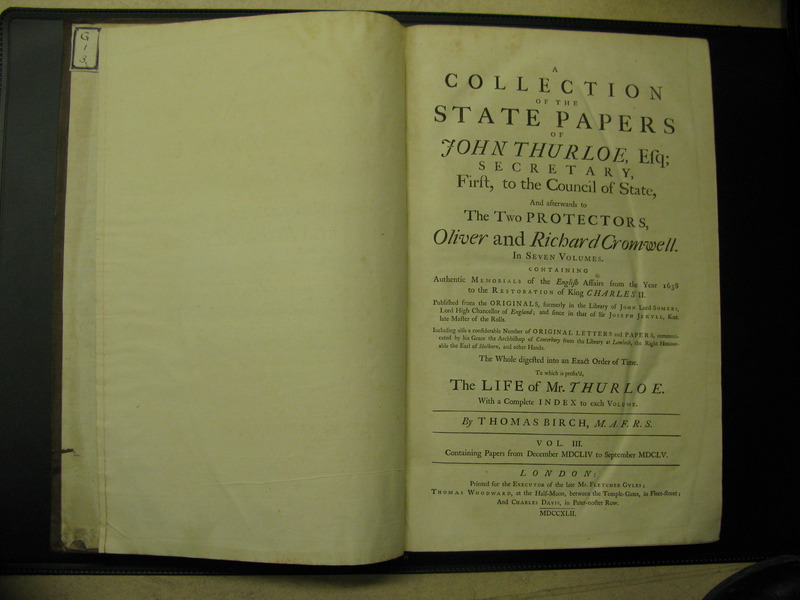 G
1
3
A
COLLECTION
OF THE
STATE PAPERS
OF
JOHN THURLOE, Eſq;
SECRETARY,
Firſt, to the Council of State,
And afterwards to
The Two PROTECTORS,
Oliver and Richard Cromwell.
In SEVEN VOLUMES.
CONTAINING
Authentic MEMORIALS of the Engliſh Affairs from the Year 1638
to the RESTORATION of King CHARLES II.
Publiſhed from the ORIGINALS, formerly in the Library of JOHN Lord SOMERS,
Lord High Chancellor of England; and ſince in that of Sir JOSEPH JEKYLL, Knt.
late Maſter of the Rolls.
Including alſo a conſiderable Number of ORIGINAL LETTERS and PAPERS, communi-
cated by his Grace the Archbiſhop of Canterbury from the Library at Lambeth, the Right Honour-
able the Earl of Shelburn, and other Hands.
The Whole digeſted into an Exact Order of Time.
To which is prefix'd,
The LIFE of Mr. THURLOE.
With a Complete INDEX to each VOLUME.
By THOMAS BIRCH, M. A. F. R. S.
VOL. III.
Containing Papers from December MDCLIV to September MDCLV.
LONDON:
Printed for the EXECUTOR of the late Mr. FLETCHER GYLES;
THOMAS WOODWARD, at the Half-Moon, between the Temple-Gates, in Fleet-ſtreet;
And CHARLES DAVIS, in Pater-noſter Row.
MDCCXLII.